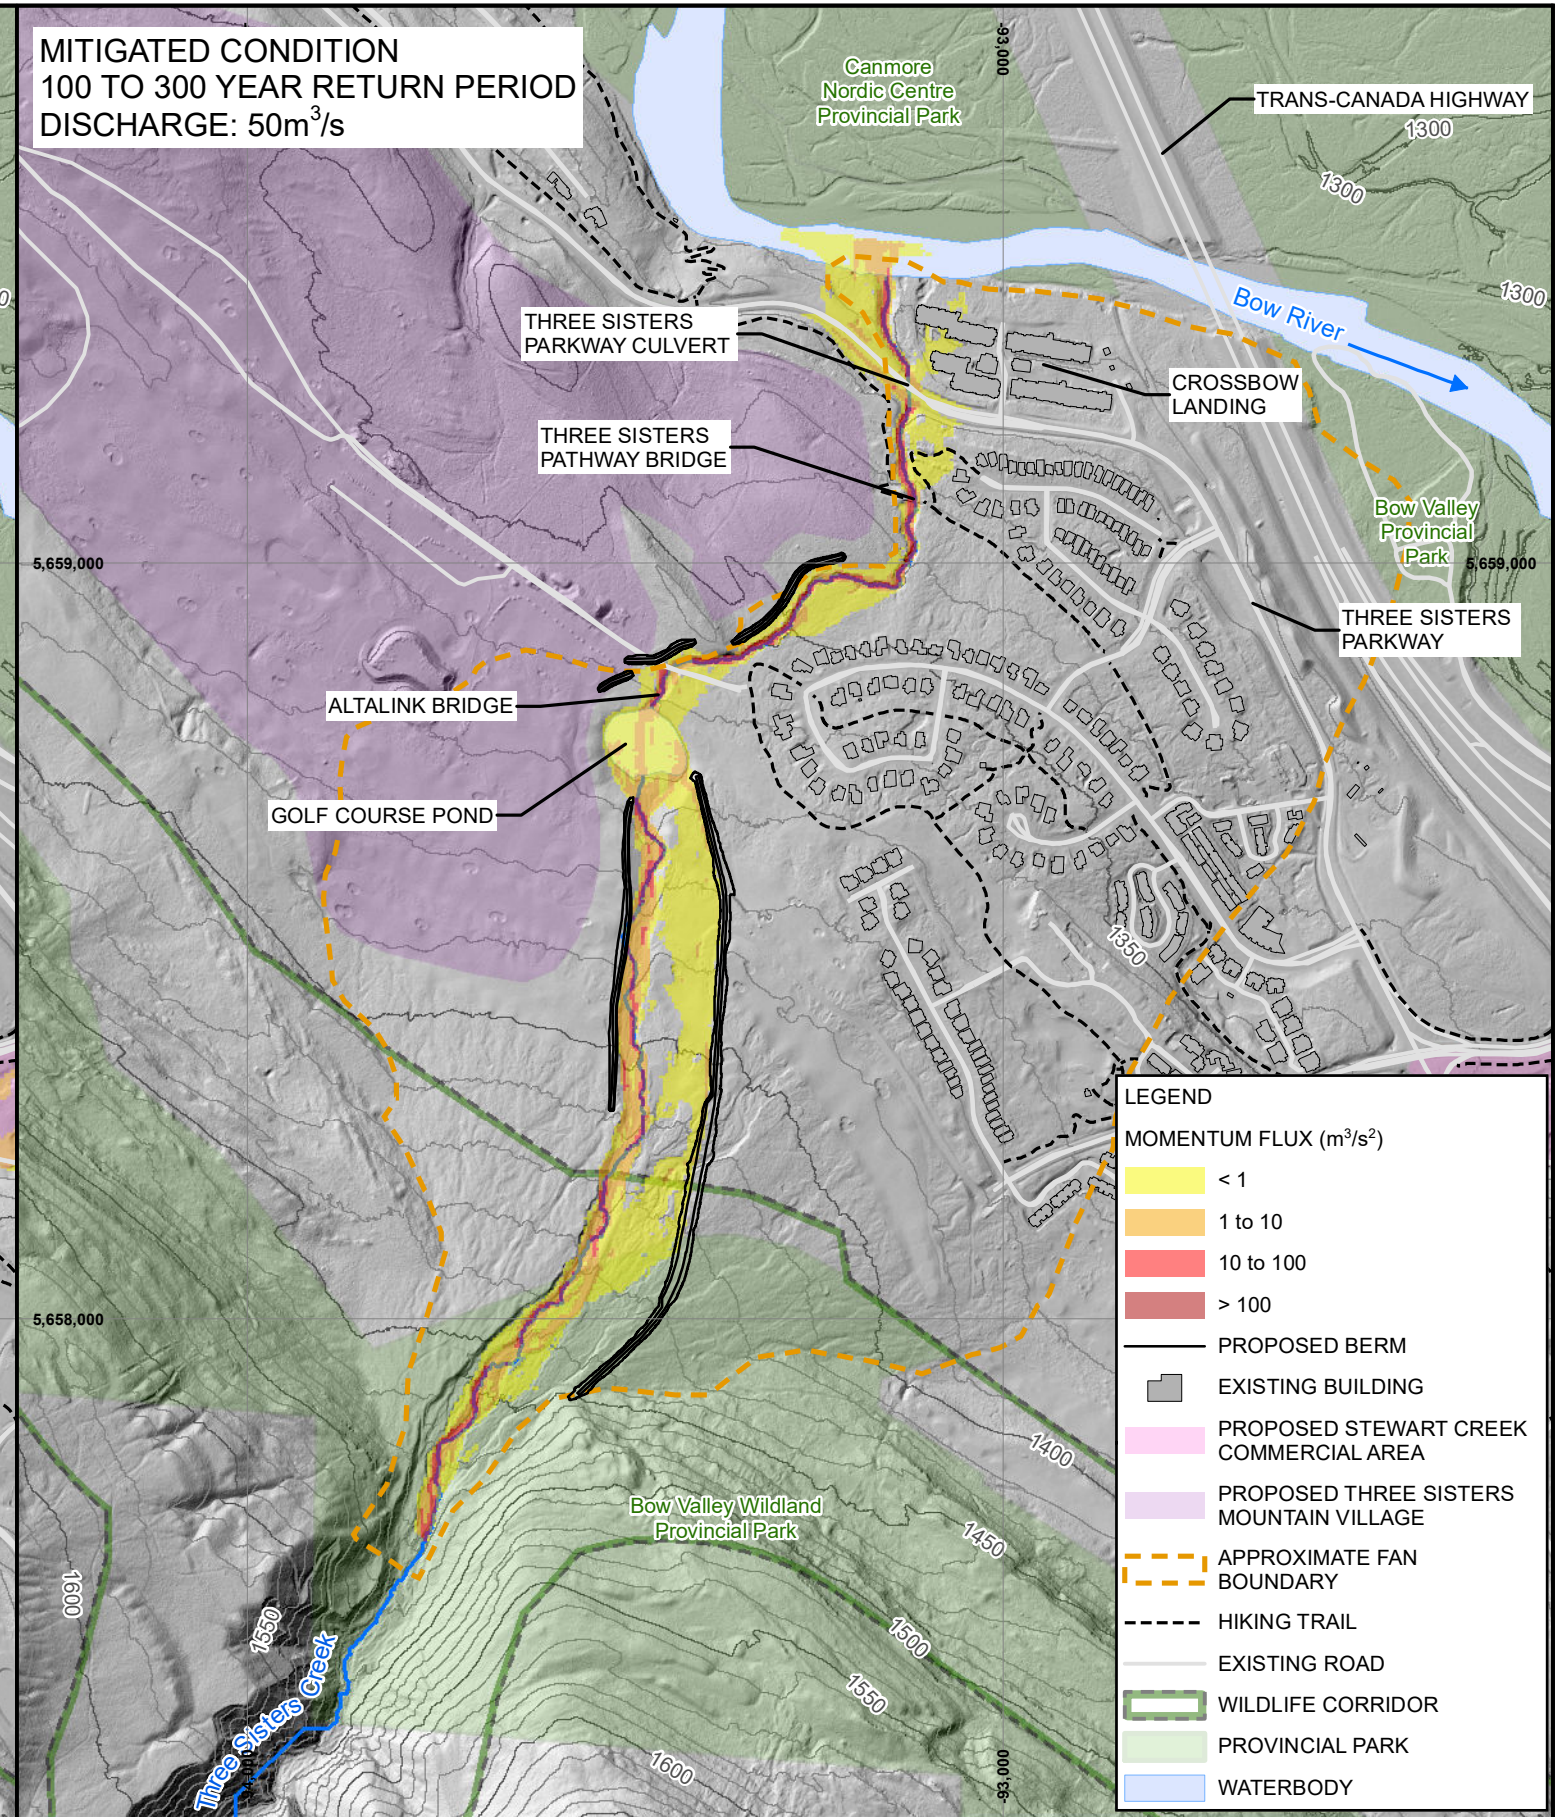 MITIGATED CONDITION
100 TO 300 YEAR RETURN PERIOD
DISCHARGE: 50m³/s
Canmore
Nordic Centre
Provincial Park
-93,000
TRANS-CANADA HIGHWAY
1300
1300
1300
Bow River
THREE SISTERS
PARKWAY CULVERT
CROSSBOW
LANDING
THREE SISTERS
PATHWAY BRIDGE
Bow Valley
Provincial
Park
5,659,000
5,659,000
THREE SISTERS
PARKWAY
ALTALINK BRIDGE
GOLF COURSE POND
1350
5,658,000
1400
Bow Valley Wildland
Provincial Park
1450
1600
1550
1500
1550
Three Sisters Creek
1600
-93,000
LEGEND
MOMENTUM FLUX (m³/s²)
< 1
1 to 10
10 to 100
> 100
PROPOSED BERM
EXISTING BUILDING
PROPOSED STEWART CREEK
COMMERCIAL AREA
PROPOSED THREE SISTERS
MOUNTAIN VILLAGE
APPROXIMATE FAN
BOUNDARY
HIKING TRAIL
EXISTING ROAD
WILDLIFE CORRIDOR
PROVINCIAL PARK
WATERBODY